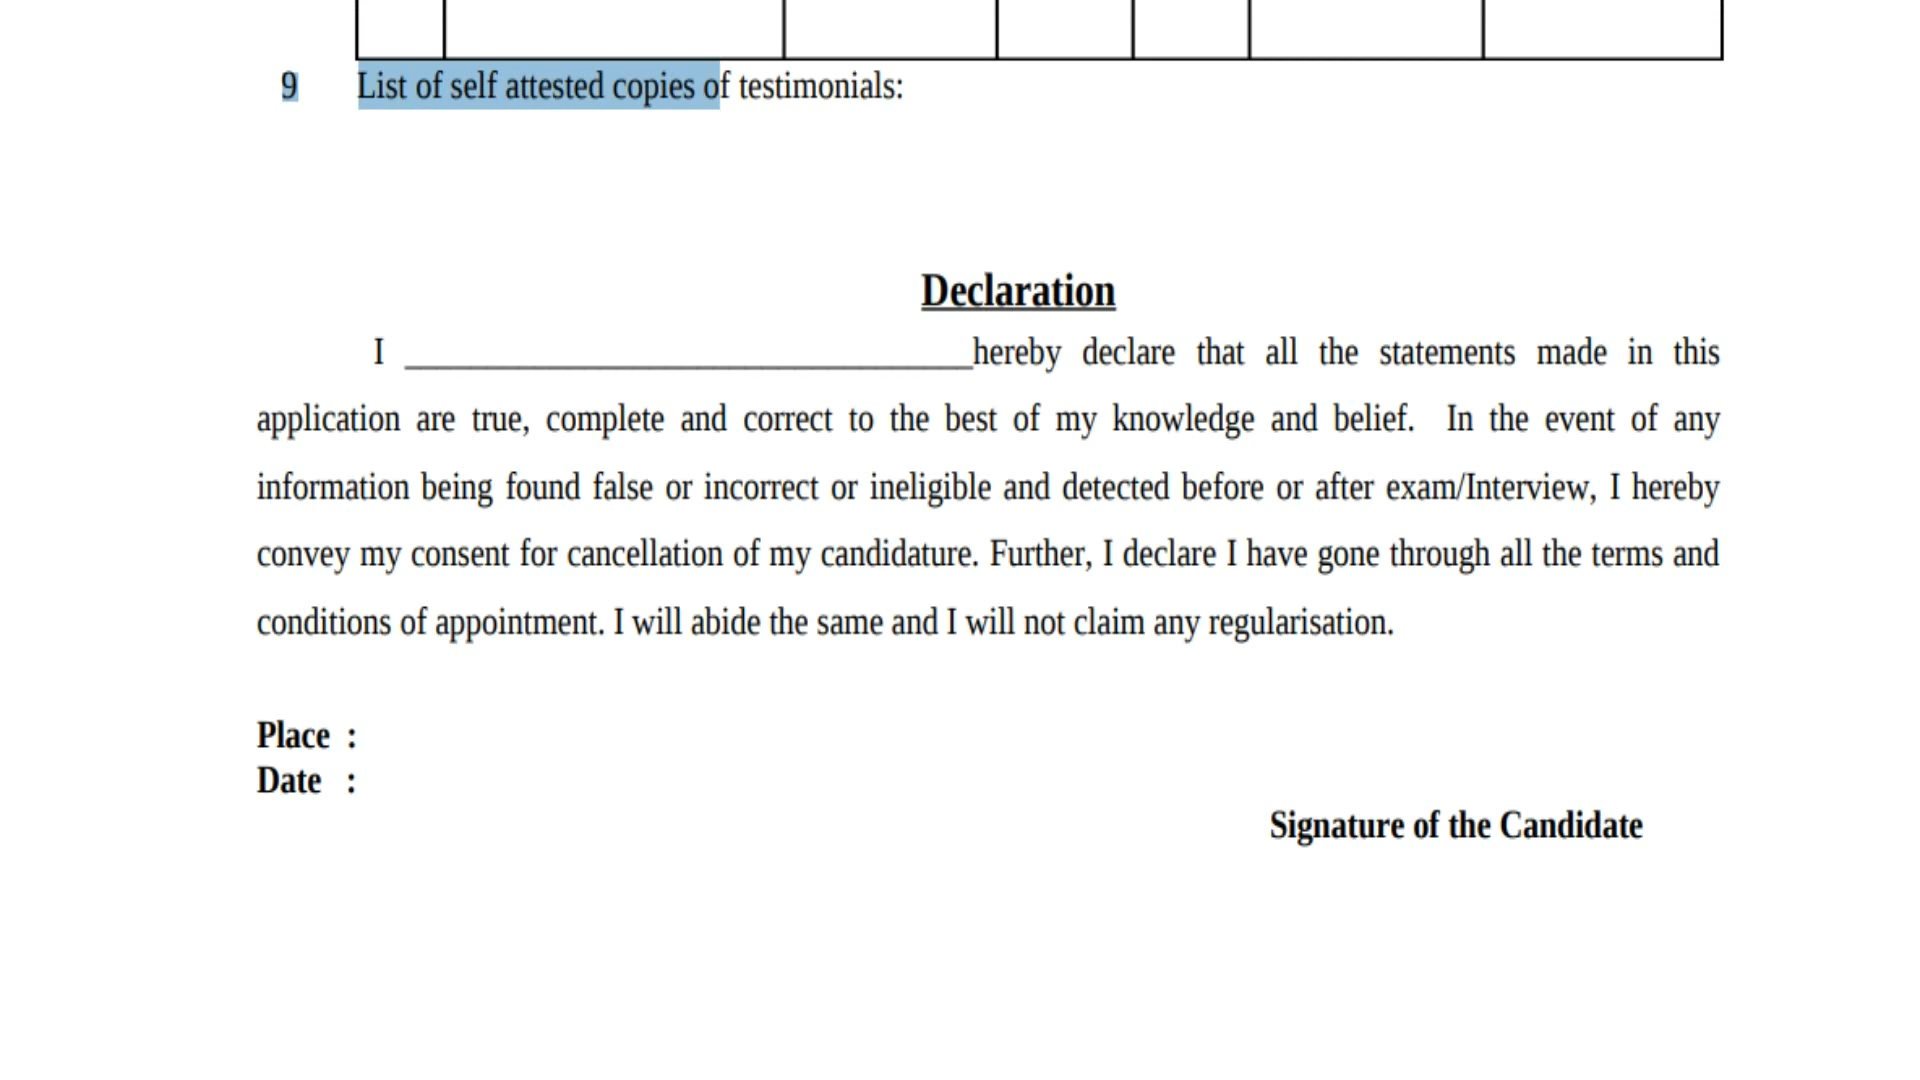 9 List of self attested copies of testimonials:
Declaration
I ___________________________________hereby declare that all the statements made in this
application are true, complete and correct to the best of my knowledge and belief. In the event of any
information being found false or incorrect or ineligible and detected before or after exam/Interview, I hereby
convey my consent for cancellation of my candidature. Further, I declare I have gone through all the terms and
conditions of appointment. I will abide the same and I will not claim any regularisation.
Place :
Date :
Signature of the Candidate